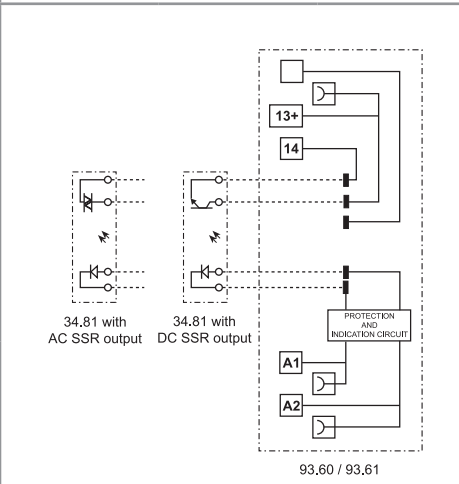 13+
14
34.81 with
AC SSR output
34.81 with
DC SSR output
PROTECTION
AND
INDICATION CIRCUIT
A1
A2
93.60 / 93.61